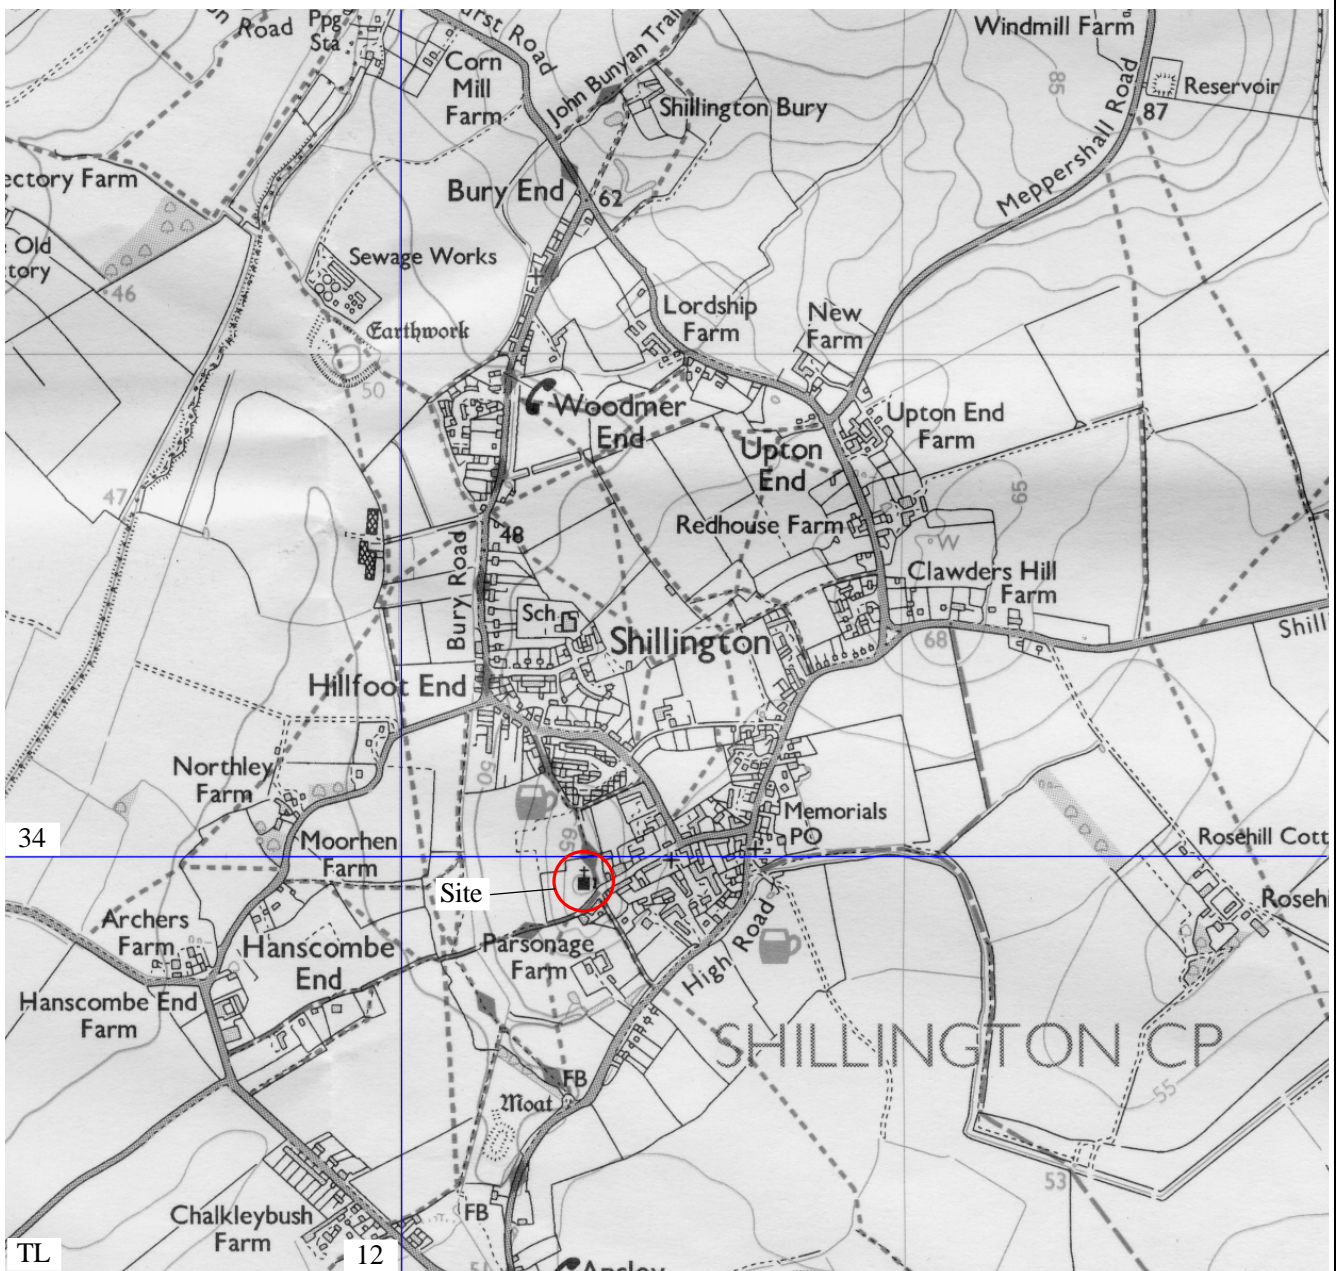 Road
Ppg
Sta
urst Road
Corn
Mill
Farm
John Bunyan Trail
Shillington Bury
Windmill Farm
85
Meppershall Road
Reservoir
87
ectory Farm
Bury End
62
Old
tory
46
Sewage Works
Earthwork
50
Lordship
Farm
New
Farm
Woodmer
End
Upton End
Farm
Upton
End
47
65
Redhouse Farm
W
48
Bury Road
Clawders Hill
Farm
Sch
Shillington
68
Shill
Hillfoot End
Northley
Farm
50
Memorials
PO
65
34
Moorhen
Farm
Rosehill Cott
Site
Rosehi
Archers
Farm
Hanscombe
End
Parsonage
Farm
High Road
Hanscombe End
Farm
SHILLINGTON CP
FB
Moat
55
53
Chalkleybush
Farm
FB
TL
12
51